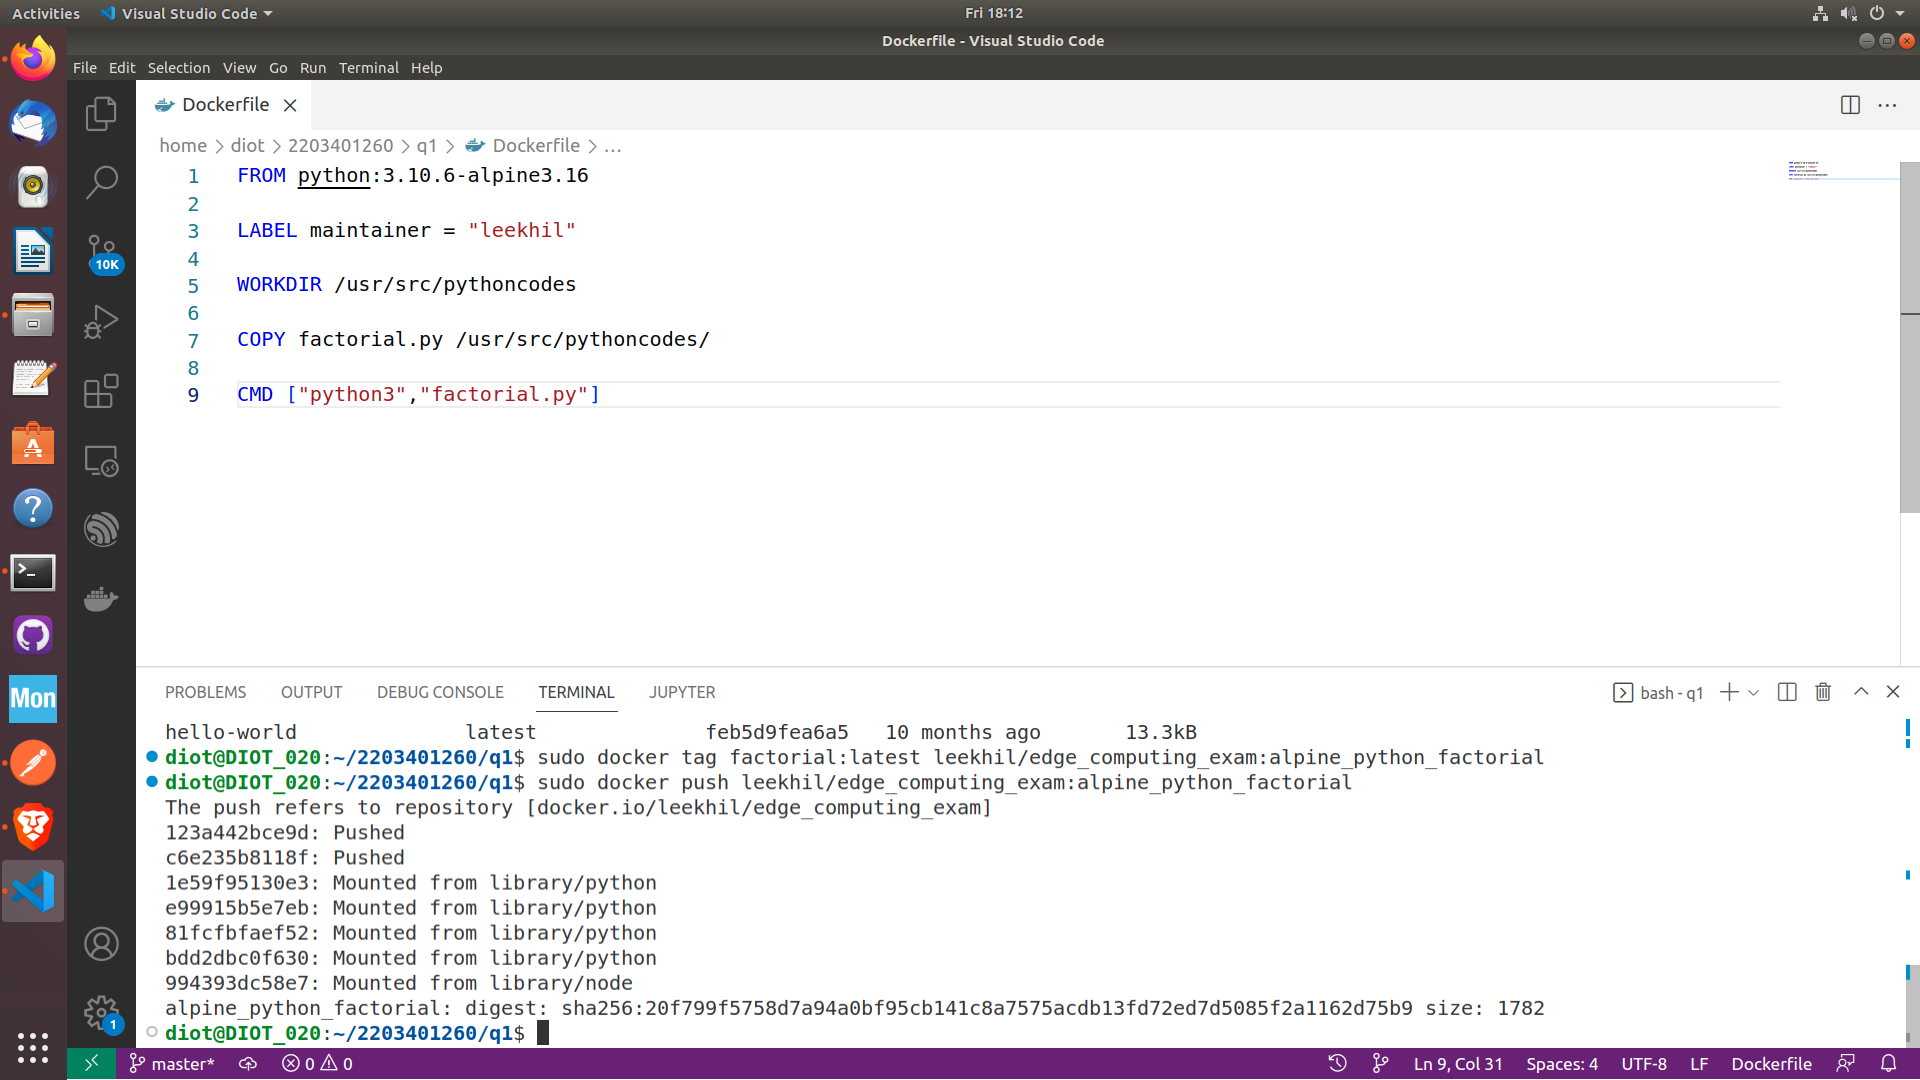 Activities Visual Studio Code Fri 18:12
Dockerfile - Visual Studio Code
File Edit Selection View Go Run Terminal Help
Dockerfile
home > diot > 2203401260 > q1 > Dockerfile > ...
1 FROM python:3.10.6-alpine3.16
2
3 LABEL maintainer = "leekhil"
4
5 WORKDIR /usr/src/pythoncodes
6
7 COPY factorial.py /usr/src/pythoncodes/
8
9 CMD ["python3","factorial.py"]
10K
Mon
1
PROBLEMS OUTPUT DEBUG CONSOLE TERMINAL JUPYTER bash - q1
hello-world latest feb5d9fea6a5 10 months ago 13.3kB
diot@DIOT_020:~/2203401260/q1$ sudo docker tag factorial:latest leekhil/edge_computing_exam:alpine_python_factorial
diot@DIOT_020:~/2203401260/q1$ sudo docker push leekhil/edge_computing_exam:alpine_python_factorial
The push refers to repository [docker.io/leekhil/edge_computing_exam]
123a442bce9d: Pushed
c6e235b8118f: Pushed
1e59f95130e3: Mounted from library/python
e99915b5e7eb: Mounted from library/python
81fcfbfaef52: Mounted from library/python
bdd2dbc0f630: Mounted from library/python
994393dc58e7: Mounted from library/node
alpine_python_factorial: digest: sha256:20f799f5758d7a94a0bf95cb141c8a7575acdb13fd72ed7d5085f2a1162d75b9 size: 1782
diot@DIOT_020:~/2203401260/q1$
master* 0 0 Ln 9, Col 31 Spaces: 4 UTF-8 LF Dockerfile